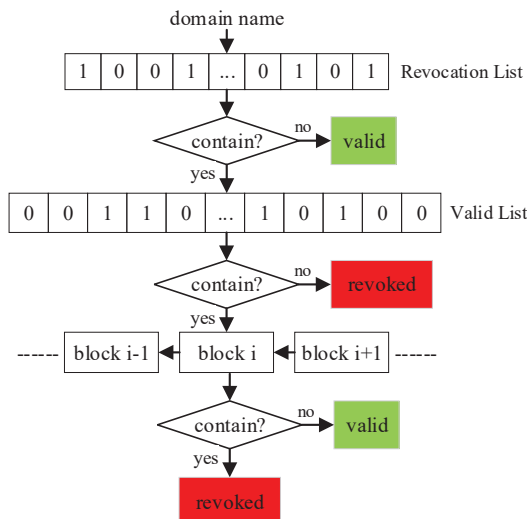 domain name
1 0 0 1 ... 0 1 0 1 Revocation List
contain? no valid
yes
0 0 1 1 0 ... 1 0 1 0 0 Valid List
contain? no revoked
yes
------ block i-1 block i block i+1 ------
contain? no valid
yes
revoked